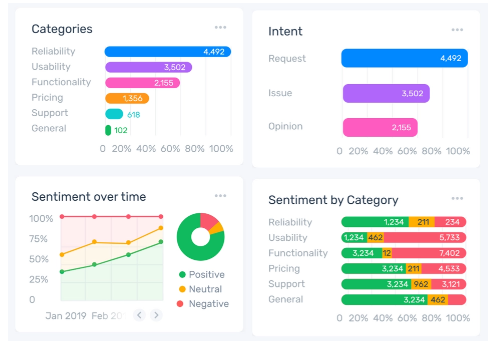 Categories
Reliability 4,492
Usability 3,502
Functionality 2,155
Pricing 1,356
Support 618
General 102
0 20% 40% 60% 80% 100%
Intent
Request 4,492
Issue 3,502
Opinion 2,155
0 20% 40% 60% 80% 100%
Sentiment over time
100%
75%
50%
25%
0
Jan 2019 Feb 20
Positive
Neutral
Negative
Sentiment by Category
Reliability 1,234 211 234
Usability 1,234 462 5,733
Functionality 3,234 12 7,402
Pricing 3,234 211 4,533
Support 3,234 962 3,121
General 3,234 462
0 20% 40% 60% 80% 100%